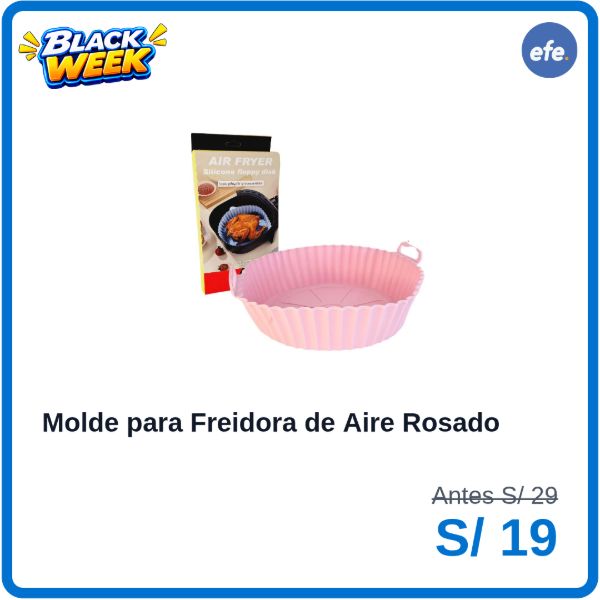 BLACK
WEEK
efe.
AIR FRYER
Silicone floppy disk
Molde para Freidora de Aire Rosado
Antes S/ 29
S/ 19